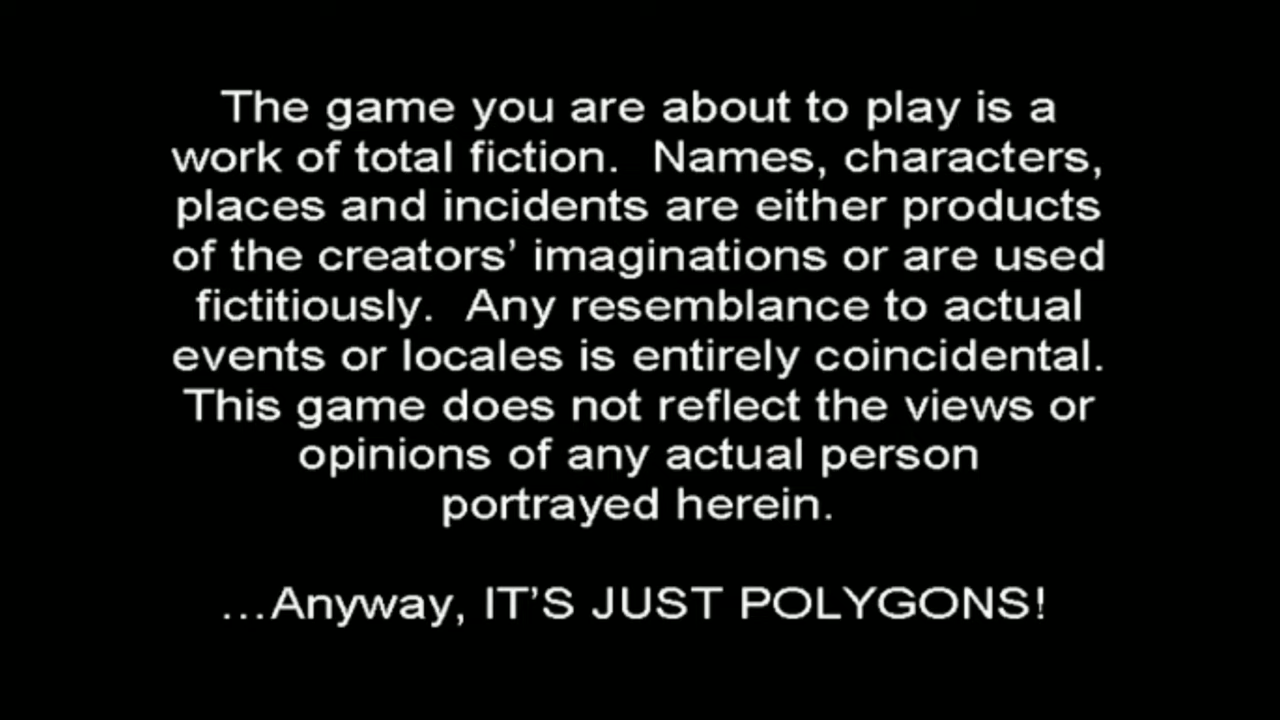 The game you are about to play is a
work of total fiction.  Names, characters,
places and incidents are either products
of the creators’ imaginations or are used
fictitiously.  Any resemblance to actual
events or locales is entirely coincidental.
This game does not reflect the views or
opinions of any actual person
portrayed herein.
...Anyway, IT’S JUST POLYGONS!